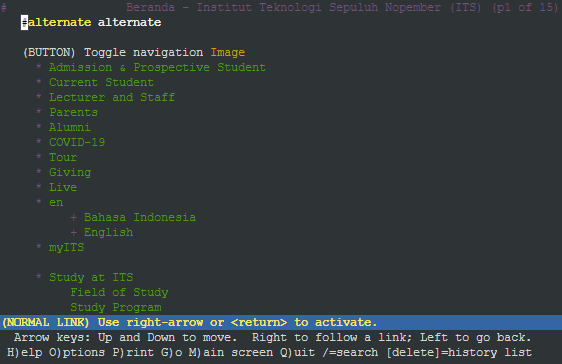 # Beranda - Institut Teknologi Sepuluh Nopember (ITS) (p1 of 15)
#alternate alternate
(BUTTON) Toggle navigation Image
* Admission & Prospective Student
* Current Student
* Lecturer and Staff
* Parents
* Alumni
* COVID-19
* Tour
* Giving
* Live
* en
+ Bahasa Indonesia
+ English
* myITS
* Study at ITS
Field of Study
Study Program
(NORMAL LINK) Use right-arrow or <return> to activate.
Arrow keys: Up and Down to move. Right to follow a link; Left to go back.
H)elp O)ptions P)rint G)o M)ain screen Q)uit /=search [delete]=history list